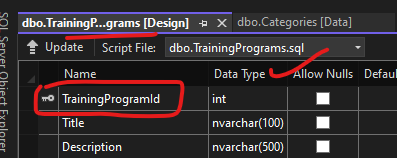 dbo.TrainingP...grams [Design]
dbo.Categories [Data]
Update
Script File:
dbo.TrainingPrograms.sql
Name
Data Type
Allow Nulls
Defau
TrainingProgramId
int
Title
nvarchar(100)
Description
nvarchar(500)
SQL Server Object Explorer